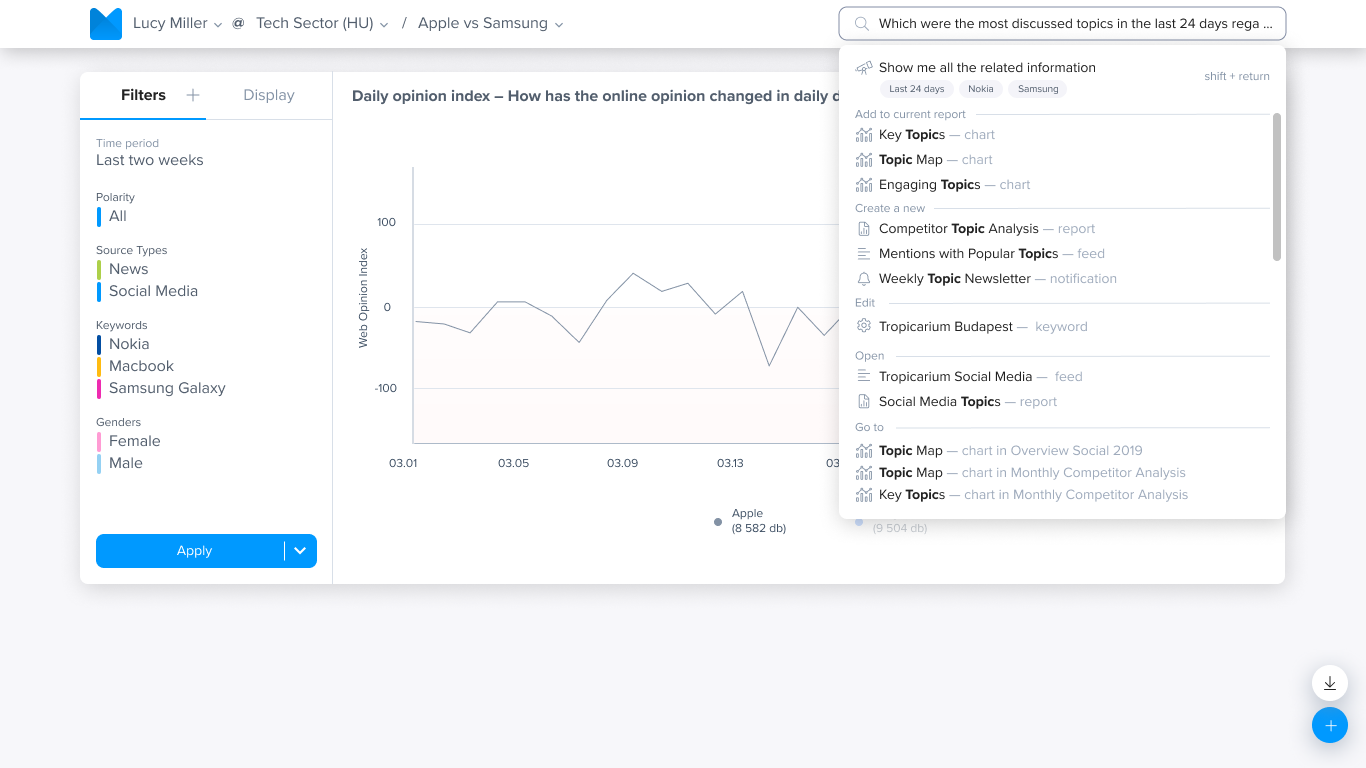 Lucy Miller @ Tech Sector (HU) / Apple vs Samsung
Which were the most discussed topics in the last 24 days rega ...
Filters
Display
Time period
Last two weeks
Polarity
All
Source Types
News
Social Media
Keywords
Nokia
Macbook
Samsung Galaxy
Genders
Female
Male
Apply
Daily opinion index – How has the online opinion changed in daily
Web Opinion Index
100
0
-100
03.01 03.05 03.09 03.13 03
Apple
(8 582 db)
(9 504 db)
Show me all the related information
shift + return
Last 24 days Nokia Samsung
Add to current report
Key Topics — chart
Topic Map — chart
Engaging Topics — chart
Create a new
Competitor Topic Analysis — report
Mentions with Popular Topics — feed
Weekly Topic Newsletter — notification
Edit
Tropicarium Budapest — keyword
Open
Tropicarium Social Media — feed
Social Media Topics — report
Go to
Topic Map — chart in Overview Social 2019
Topic Map — chart in Monthly Competitor Analysis
Key Topics — chart in Monthly Competitor Analysis